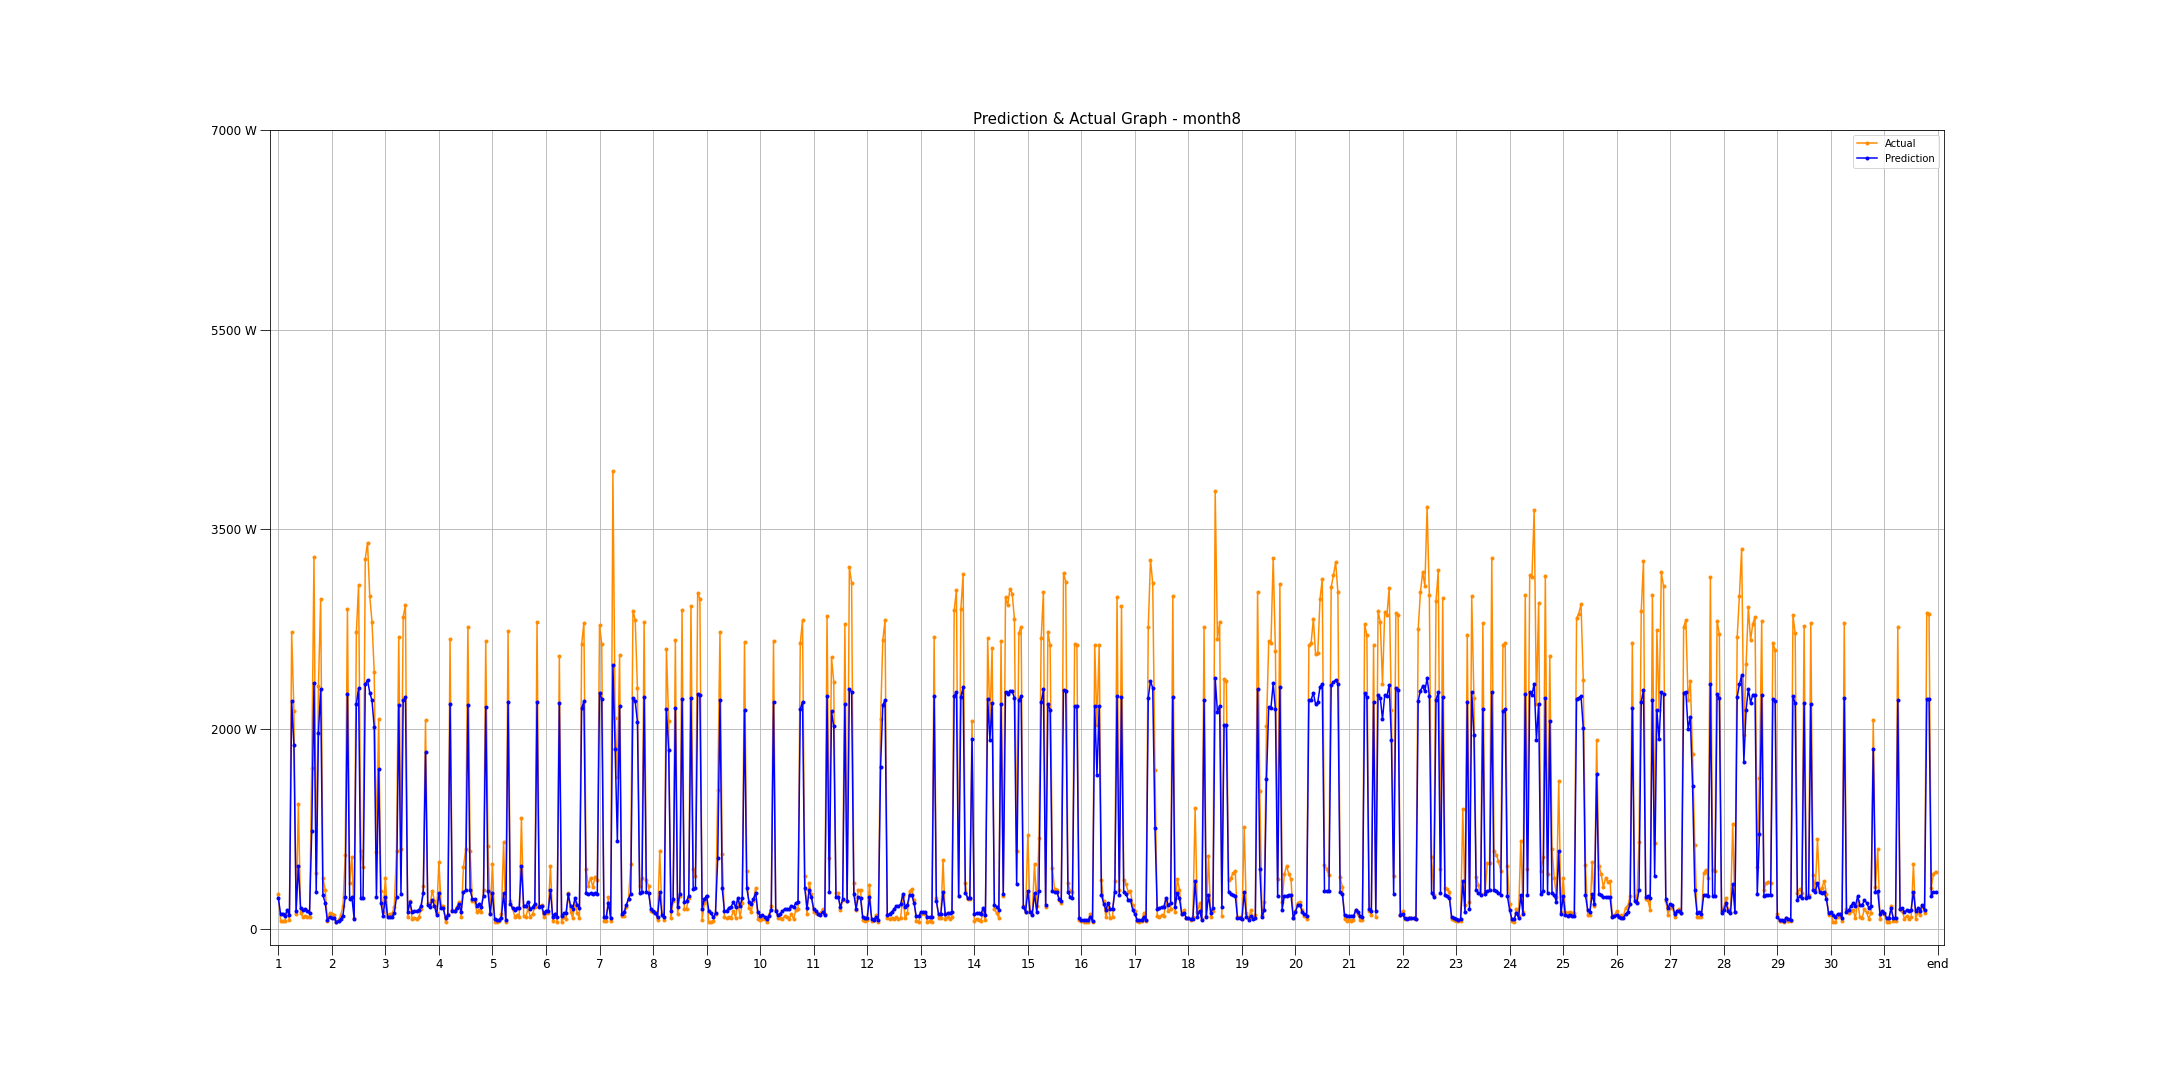 Prediction & Actual Graph - month8
7000 W
Actual
Prediction
5500 W
3500 W
2000 W
0
1 2 3 4 5 6 7 8 9 10 11 12 13 14 15 16 17 18 19 20 21 22 23 24 25 26 27 28 29 30 31 end